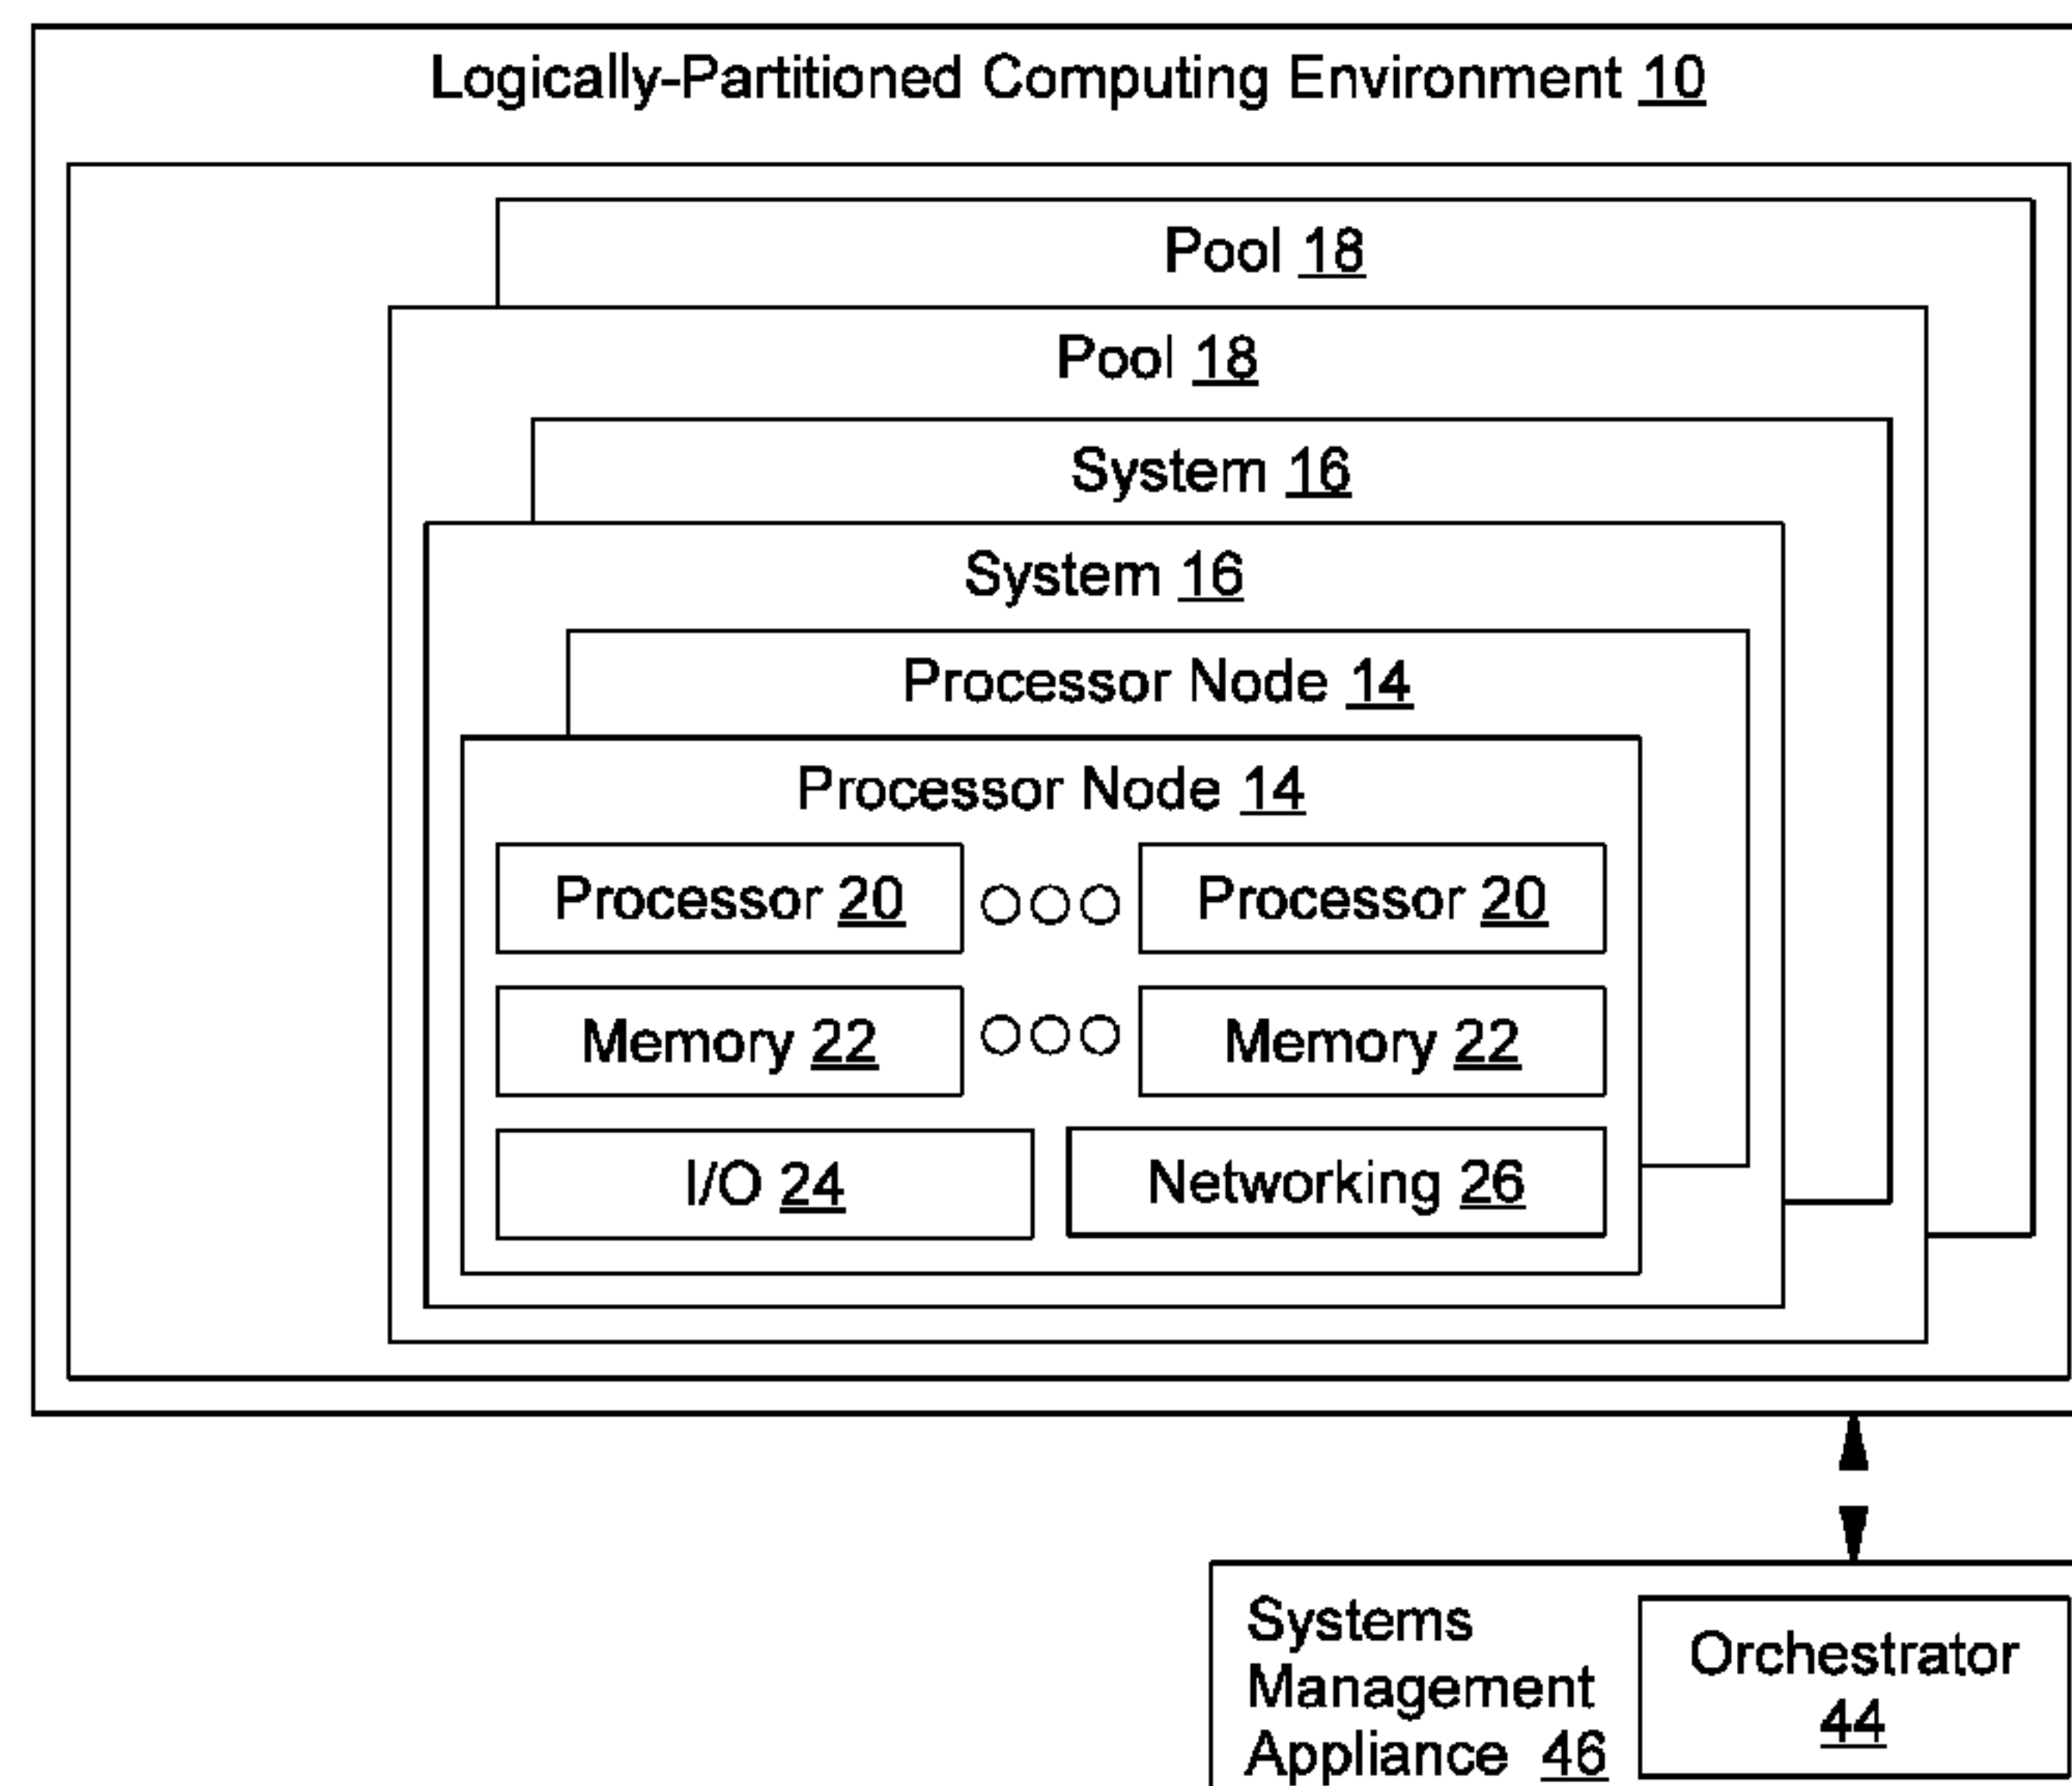 Logically-Partitioned Computing Environment 10
Pool 18
Pool 18
System 16
System 16
Processor Node 14
Processor Node 14
Processor 20
Processor 20
Memory 22
Memory 22
I/O 24
Networking 26
Systems
Management
Appliance 46
Orchestrator
44